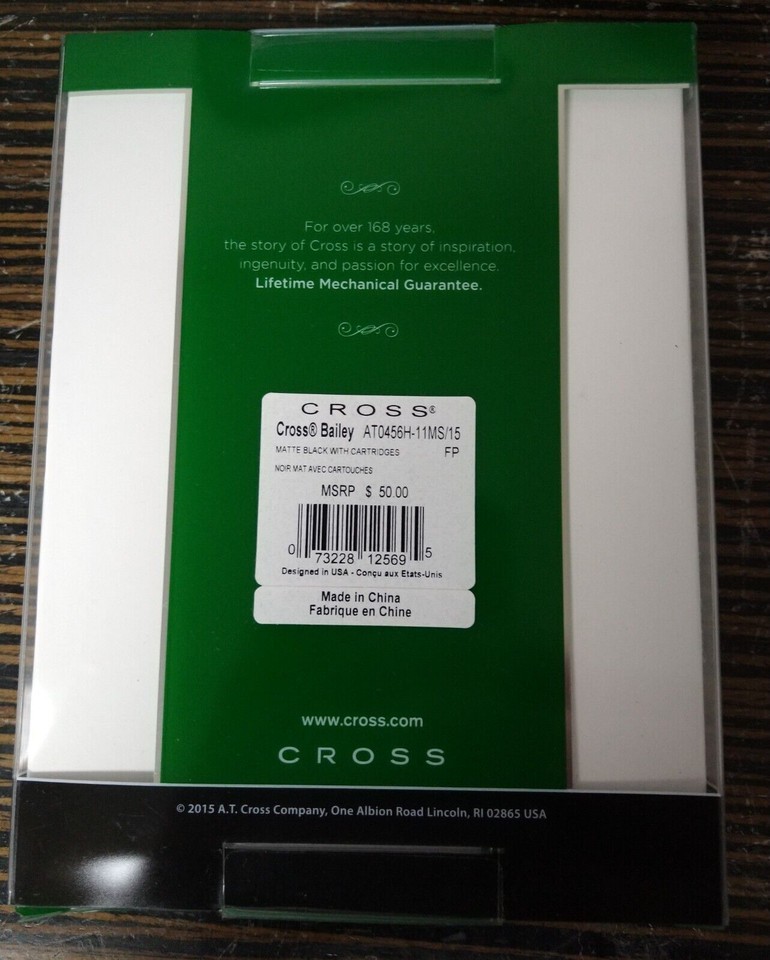 For over 168 years,
the story of Cross is a story of inspiration,
ingenuity, and passion for excellence.
Lifetime Mechanical Guarantee.
CROSS®
Cross® Bailey AT0456H-11MS/15
MATTE BLACK WITH CARTRIDGES FP
NOIR MAT AVEC CARTOUCHES
MSRP $ 50.00
0 73228 12569 5
Designed in USA - Conçu aux Etats-Unis
Made in China
Fabrique en Chine
www.cross.com
CROSS
© 2015 A.T. Cross Company, One Albion Road Lincoln, RI 02865 USA